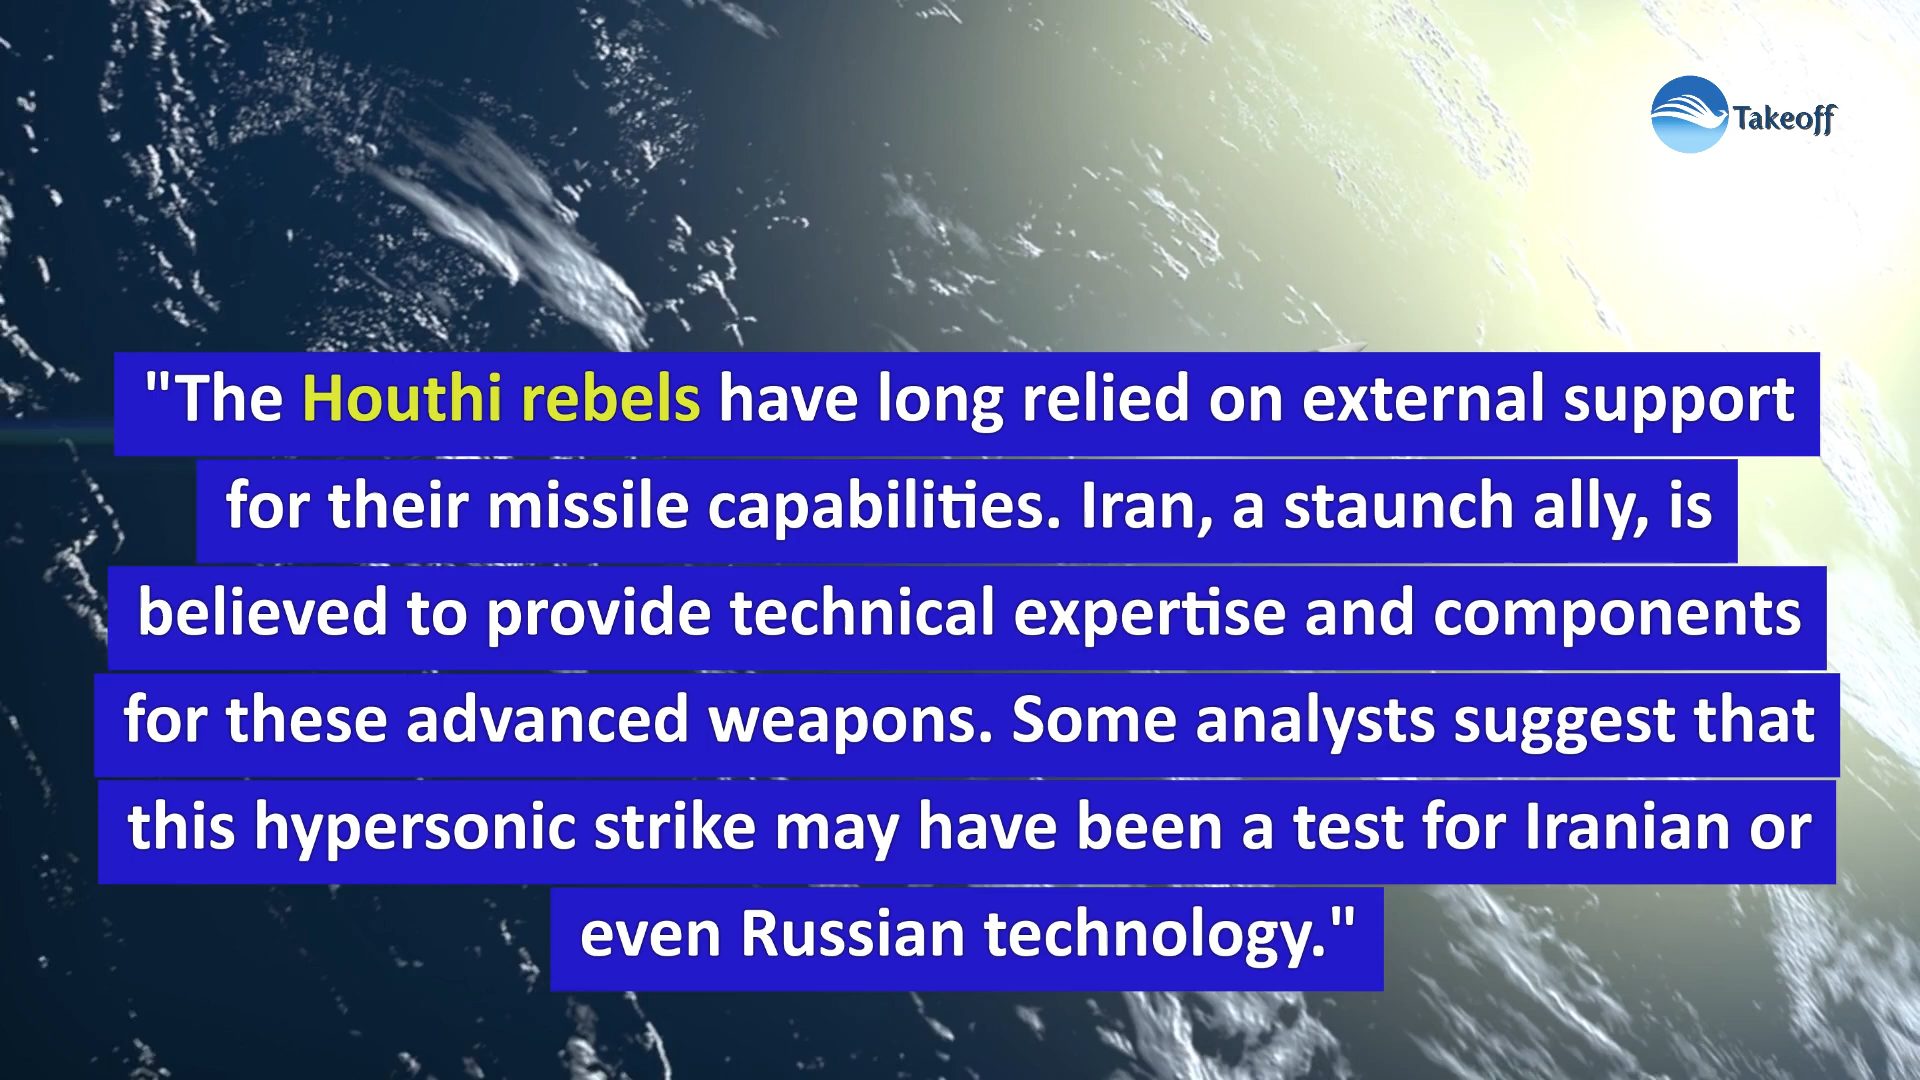 Takeoff
"The Houthi rebels have long relied on external support
for their missile capabilities. Iran, a staunch ally, is
believed to provide technical expertise and components
for these advanced weapons. Some analysts suggest that
this hypersonic strike may have been a test for Iranian or
even Russian technology."